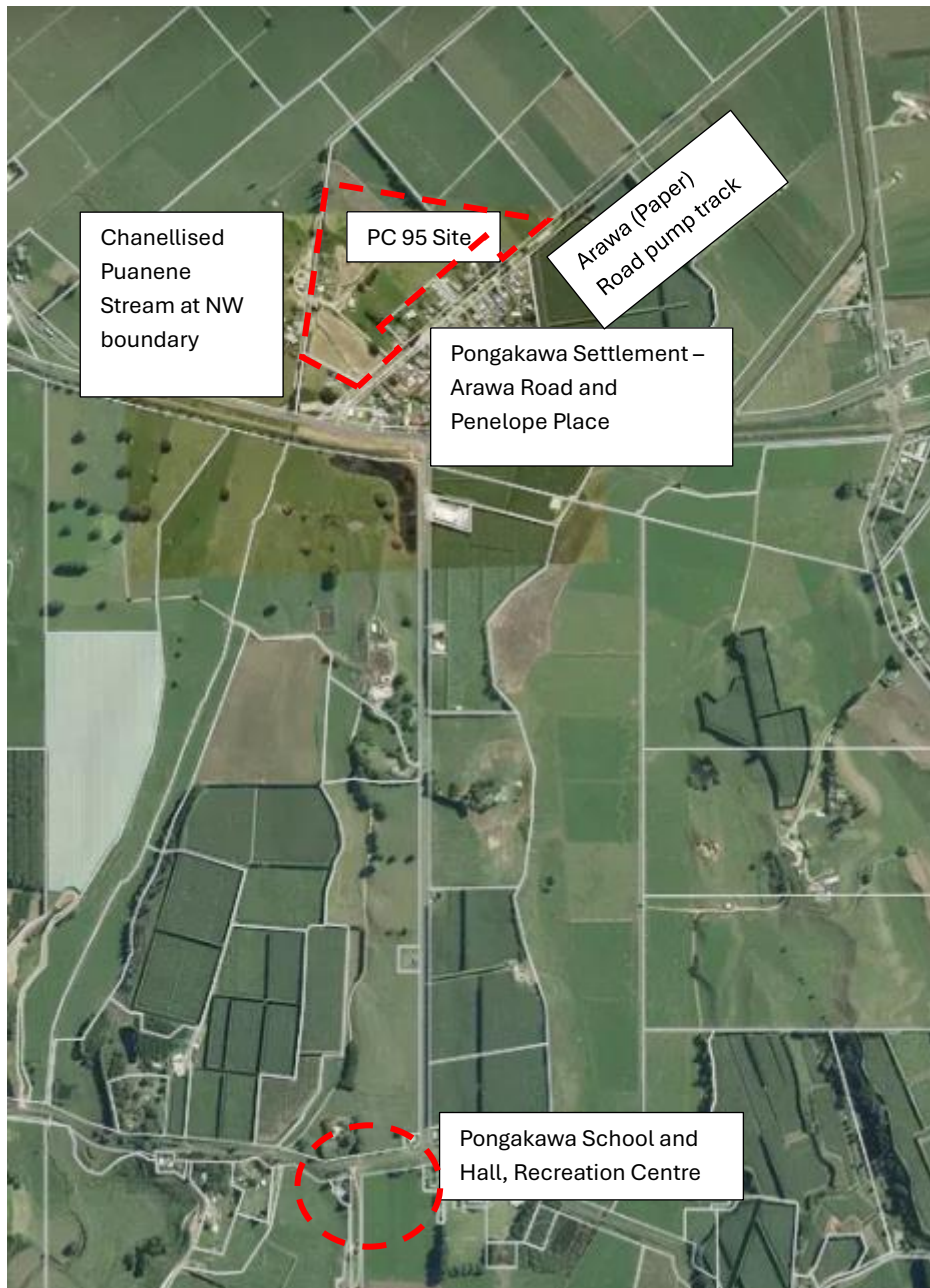 Chanellised
Puanene
Stream at NW
boundary
PC 95 Site
Arawa (Paper)
Road pump track
Pongakawa Settlement –
Arawa Road and
Penelope Place
Pongakawa School and
Hall, Recreation Centre